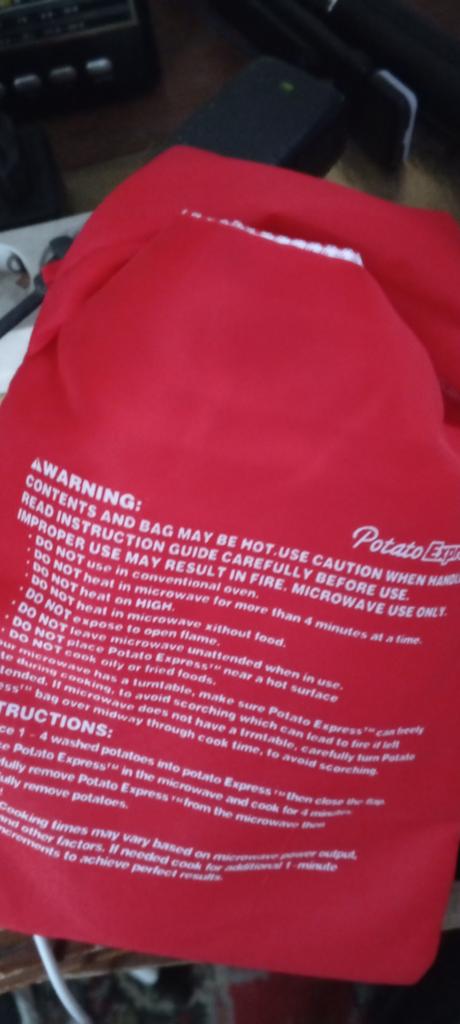 ⚠WARNING:
CONTENTS AND BAG MAY BE HOT.USE CAUTION WHEN HANDL
READ INSTRUCTION GUIDE CAREFULLY BEFORE USE.
IMPROPER USE MAY RESULT IN FIRE. MICROWAVE USE ONLY.
Potato Expr
· DO NOT use in conventional oven.
· DO NOT heat in microwave for more than 4 minutes at a time.
· DO NOT heat on HIGH.
· DO NOT heat in microwave xithout food.
· DO NOT expose to open flame.
· DO NOT leave microwave unattended when in use.
· DO NOT place Potato Express™ near a hot surface
· DO NOT cook oily or fried foods.
our microwave has a turntable, make sure Potato Express™ can freely
te during cooking, to avoid scorching which can lead to fire if left
tended. If microwave does not have a trrntable, carefully turn Potato
ess™ bag over midway through cook time, to avoid scorching.
TRUCTIONS:
ce 1 - 4 washed potatoes into potato Express™ then close the flap.
ce Potato Express™ in the microwave and cook for 4 minutes.
fully remove Potato Express™ from the microwave then
fully remove potatoes.
Cooking times may vary based on microwave power output,
and other factors. If needed cook for additional 1-minute
ncrements to achieve perfect results.